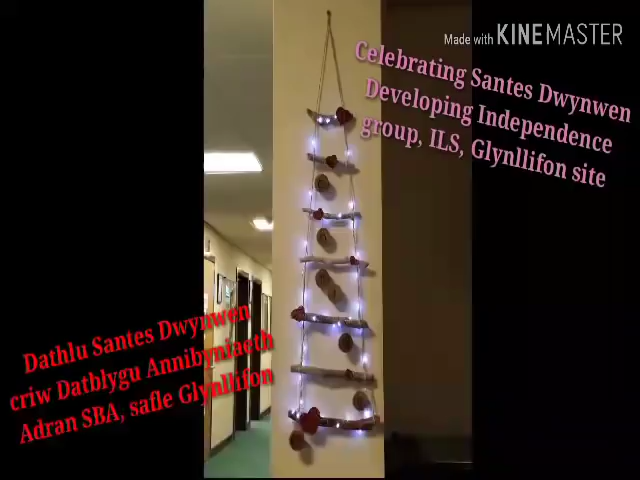 Made with KINEMASTER
Celebrating Santes Dwynwen
Developing Independence
group, ILS, Glynllifon site
Dathlu Santes Dwynwen
criw Datblygu Annibyniaeth
Adran SBA, safle Glynllifon